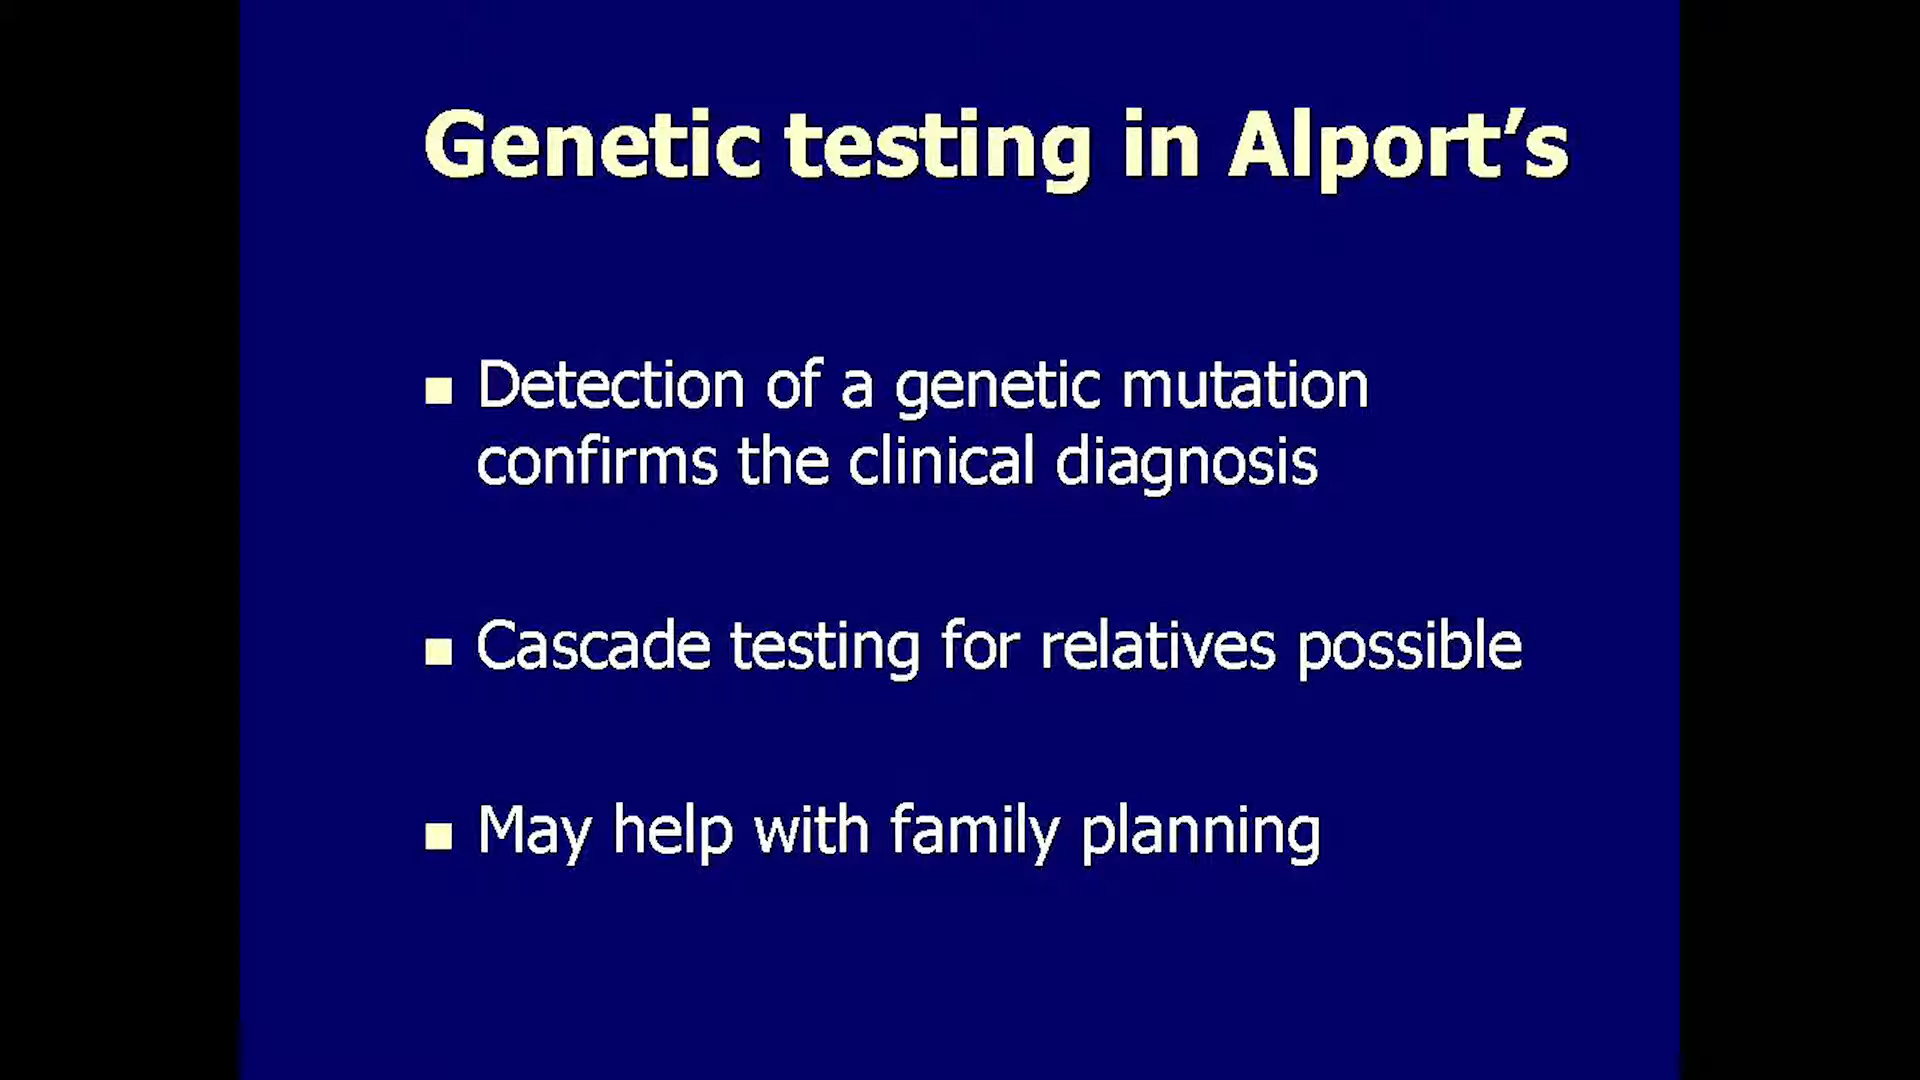 Genetic testing in Alport’s
■ Detection of a genetic mutation
confirms the clinical diagnosis
■ Cascade testing for relatives possible
■ May help with family planning